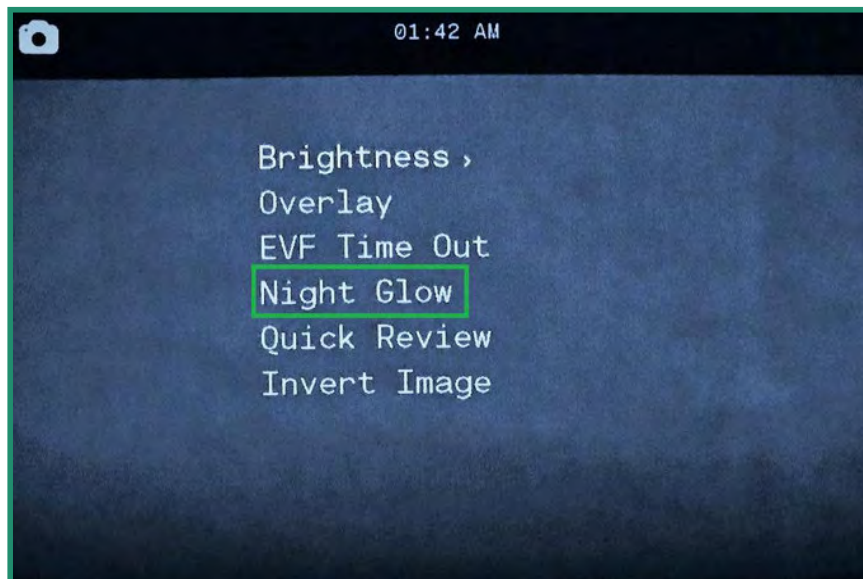 01:42 AM
Brightness ›
Overlay
EVF Time Out
Night Glow
Quick Review
Invert Image